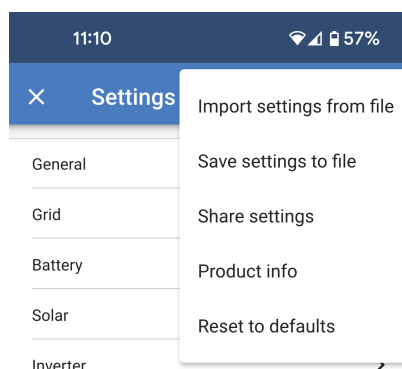 11:10
57%
Settings
Import settings from file
Save settings to file
Share settings
Product info
Reset to defaults
General
Grid
Battery
Solar
Inverter